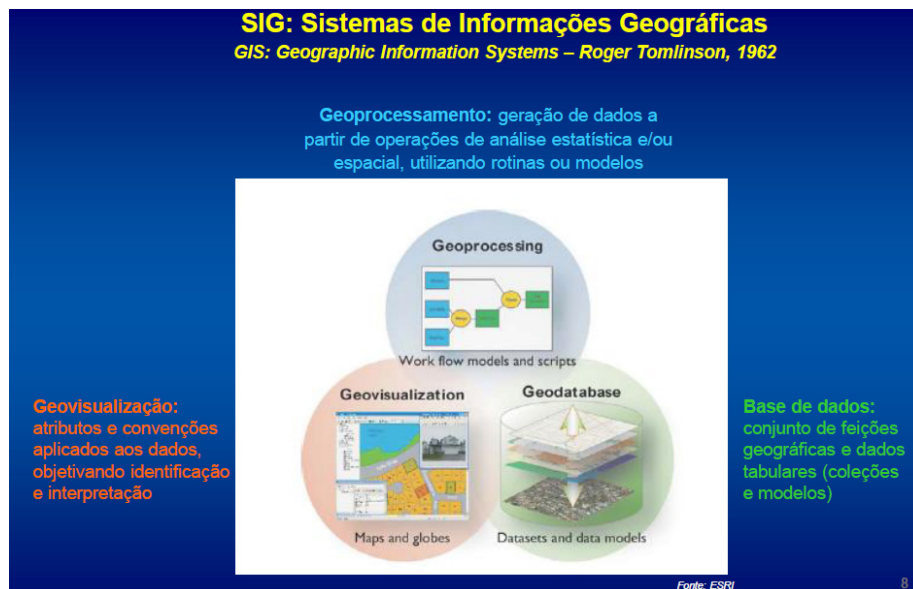 SIG: Sistemas de Informações Geográficas
GIS: Geographic Information Systems – Roger Tomlinson, 1962
Geoprocessamento: geração de dados a
partir de operações de análise estatística e/ou
espacial, utilizando rotinas ou modelos
Geoprocessing
Work flow models and scripts
Geovisualization
Maps and globes
Geodatabase
Datasets and data models
Geovisualização:
atributos e convenções
aplicados aos dados,
objetivando identificação
e interpretação
Base de dados:
conjunto de feições
geográficas e dados
tabulares (coleções
e modelos)
Fonte: ESRI
8